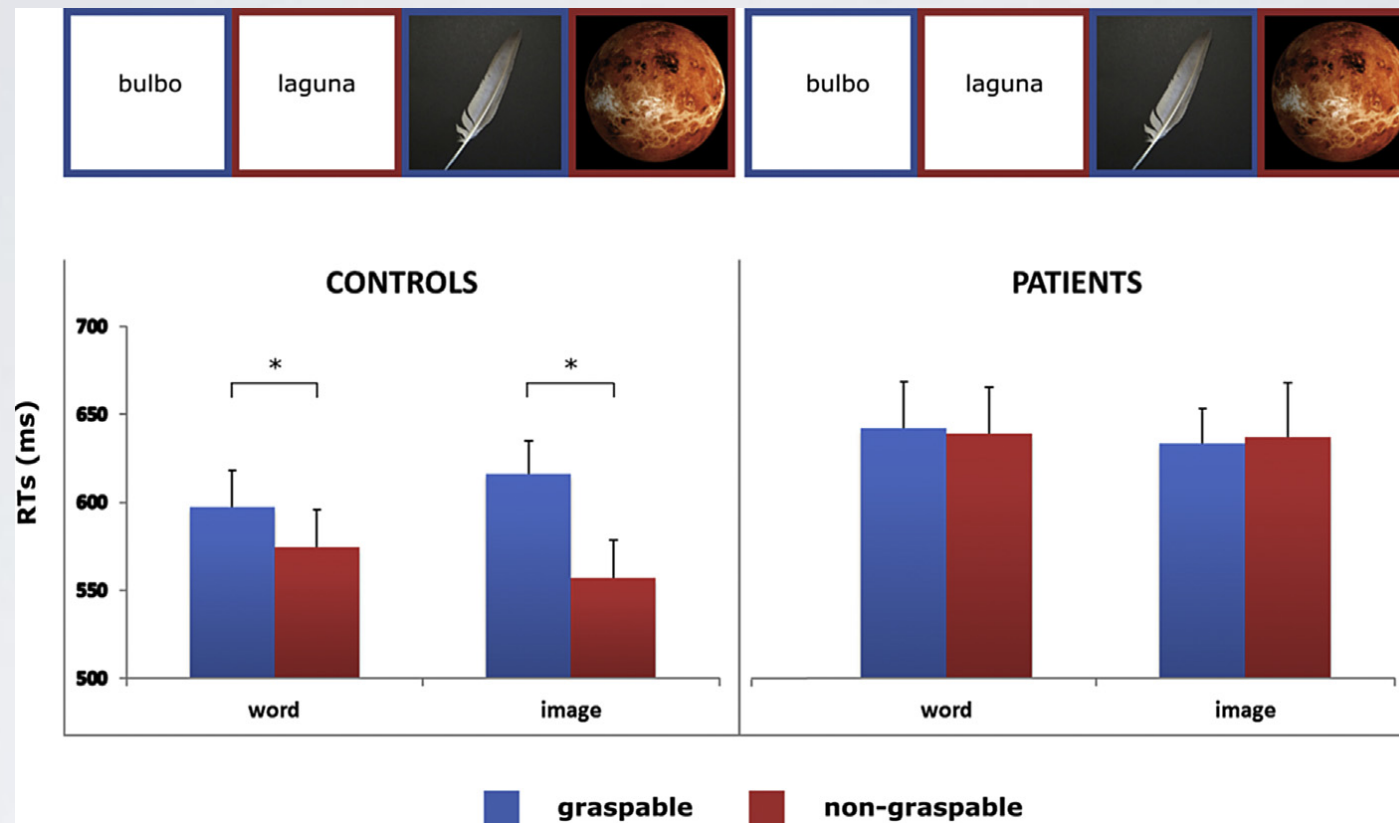 bulbo laguna bulbo laguna
CONTROLS PATIENTS
700
* *
650
600
550
500
RTs (ms)
word image word image
graspable non-graspable